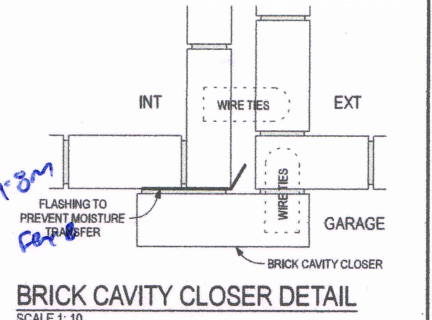 INT
WIRE TIES
EXT
FLASHING TO
PREVENT MOISTURE
TRANSFER
WIRE TIES
GARAGE
BRICK CAVITY CLOSER
BRICK CAVITY CLOSER DETAIL
SCALE 1: 10